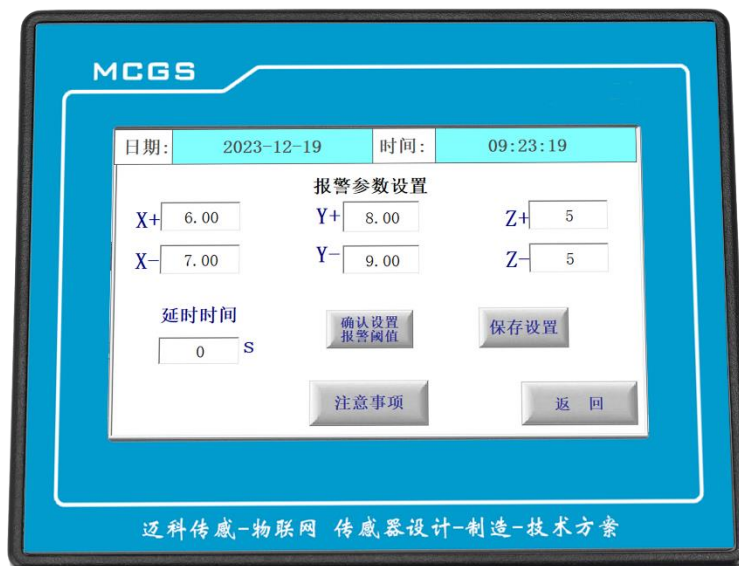 MCGS
日期: 2023-12-19 时间: 09:23:19
报警参数设置
X+ 6.00 Y+ 8.00 Z+ 5
X- 7.00 Y- 9.00 Z- 5
延时时间
0 S
确认设置
报警阈值
保存设置
注意事项
返 回
迈科传感-物联网 传感器设计-制造-技术方案